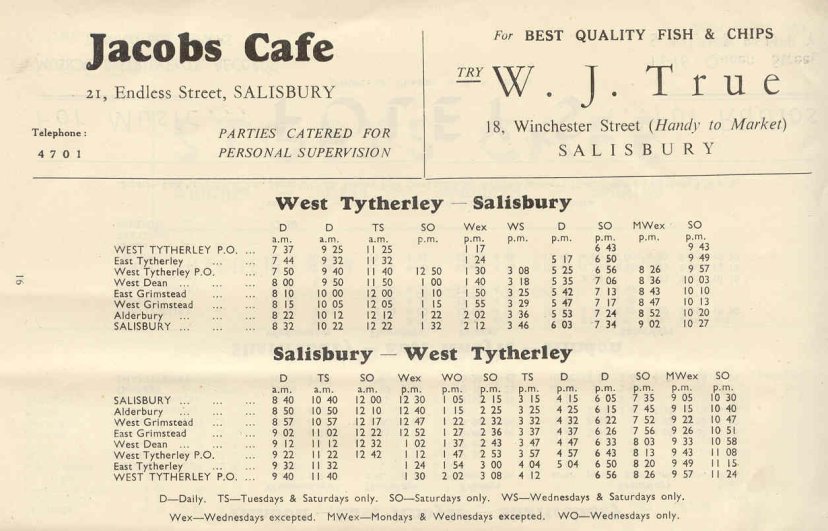 Jacobs Cafe
21, Endless Street, SALISBURY
Telephone :
4 7 0 1
PARTIES CATERED FOR
PERSONAL SUPERVISION
For BEST QUALITY FISH & CHIPS
TRY W. J. True
18, Winchester Street (Handy to Market)
SALISBURY
West Tytherley — Salisbury
D D TS SO Wex WS D SO MWex SO
a.m. a.m. a.m. p.m. p.m. p.m. p.m. p.m. p.m. p.m.
WEST TYTHERLEY P.O. ... 7 37 9 25 11 25 1 17 6 43 9 43
East Tytherley ... ... 7 44 9 32 11 32 1 24 5 17 6 50 9 49
West Tytherley P.O. ... 7 50 9 40 11 40 12 50 1 30 3 08 5 25 6 56 8 26 9 57
West Dean ... ... ... 8 00 9 50 11 50 1 00 1 40 3 18 5 35 7 06 8 36 10 03
East Grimstead ... ... 8 10 10 00 12 00 1 10 1 50 3 25 5 42 7 13 8 43 10 10
West Grimstead ... ... 8 15 10 05 12 05 1 15 1 55 3 29 5 47 7 17 8 47 10 13
Alderbury ... ... ... 8 22 10 12 12 12 1 22 2 02 3 36 5 53 7 24 8 52 10 20
SALISBURY ... ... ... 8 32 10 22 12 22 1 32 2 12 3 46 6 03 7 34 9 02 10 27
16
Salisbury — West Tytherley
D TS SO Wex WO SO TS D D SO MWex SO
a.m. a.m. a.m. p.m. p.m. p.m. p.m. p.m. p.m. p.m. p.m. p.m.
SALISBURY ... ... ... 8 40 10 40 12 00 12 30 1 05 2 15 3 15 4 15 6 05 7 35 9 05 10 30
Alderbury ... ... ... 8 50 10 50 12 10 12 40 1 15 2 25 3 25 4 25 6 15 7 45 9 15 10 40
West Grimstead ... ... 8 57 10 57 12 17 12 47 1 22 2 32 3 32 4 32 6 22 7 52 9 22 10 47
East Grimstead ... ... 9 02 11 02 12 22 12 52 1 27 2 36 3 37 4 37 6 26 7 56 9 26 10 51
West Dean ... ... ... 9 12 11 12 12 32 1 02 1 37 2 43 3 47 4 47 6 33 8 03 9 33 10 58
West Tytherley P.O. ... 9 22 11 22 12 42 1 12 1 47 2 53 3 57 4 57 6 43 8 13 9 43 11 08
East Tytherley ... ... 9 32 11 32 1 24 1 54 3 00 4 04 5 04 6 50 8 20 9 49 11 15
WEST TYTHERLEY P.O. ... 9 40 11 40 1 30 2 02 3 08 4 12 6 56 8 26 9 57 11 24
D—Daily. TS—Tuesdays & Saturdays only. SO—Saturdays only. WS—Wednesdays & Saturdays only.
Wex—Wednesdays excepted. MWex—Mondays & Wednesdays excepted. WO—Wednesdays only.